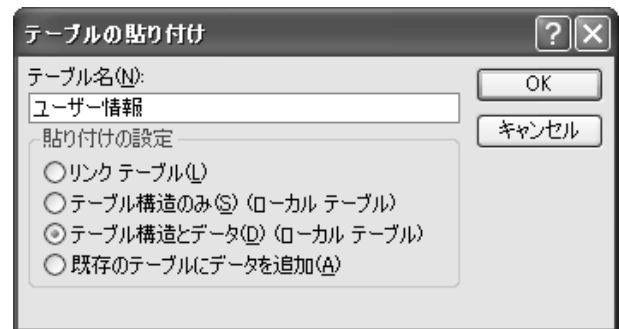 テーブルの貼り付け
テーブル名(N):
OK
ユーザー情報
キャンセル
貼り付けの設定
リンク テーブル(L)
テーブル構造のみ(S) (ローカル テーブル)
テーブル構造とデータ(D) (ローカル テーブル)
既存のテーブルにデータを追加(A)